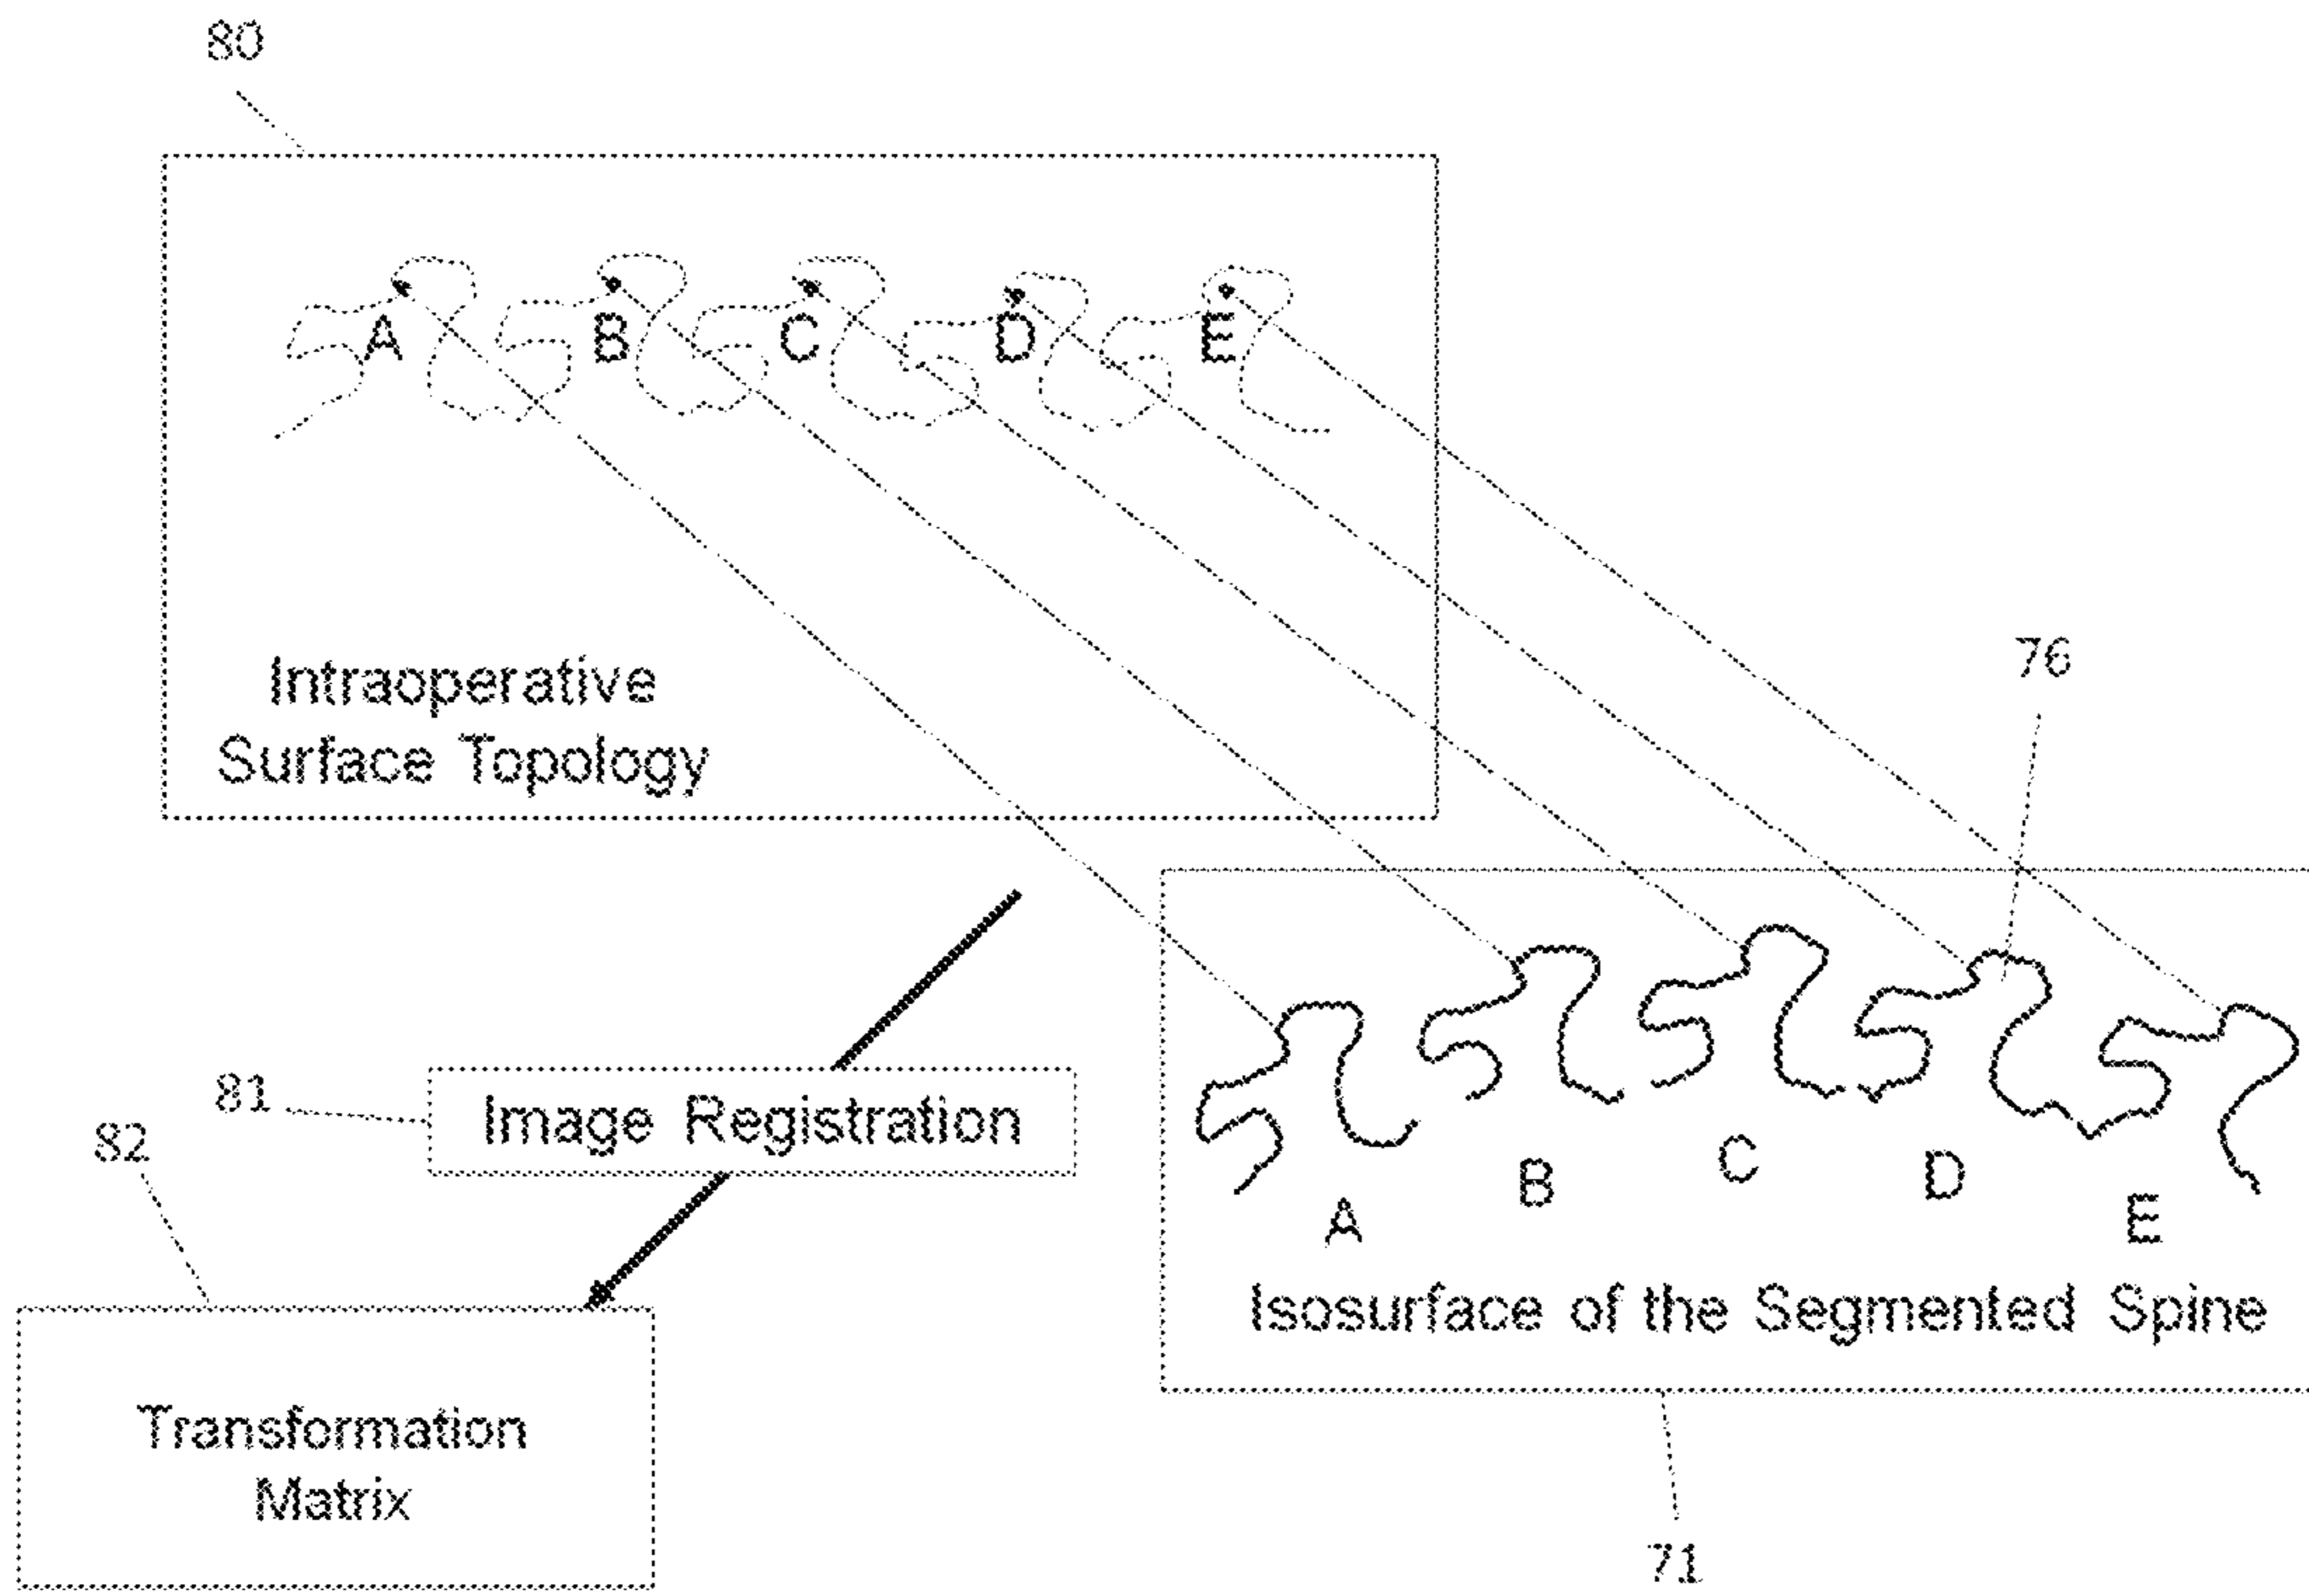 80
A B C D E
Intraoperative
Surface Topology
76
81
Image Registration
82
A B C D E
Isosurface of the Segmented Spine
Transformation
Matrix
71